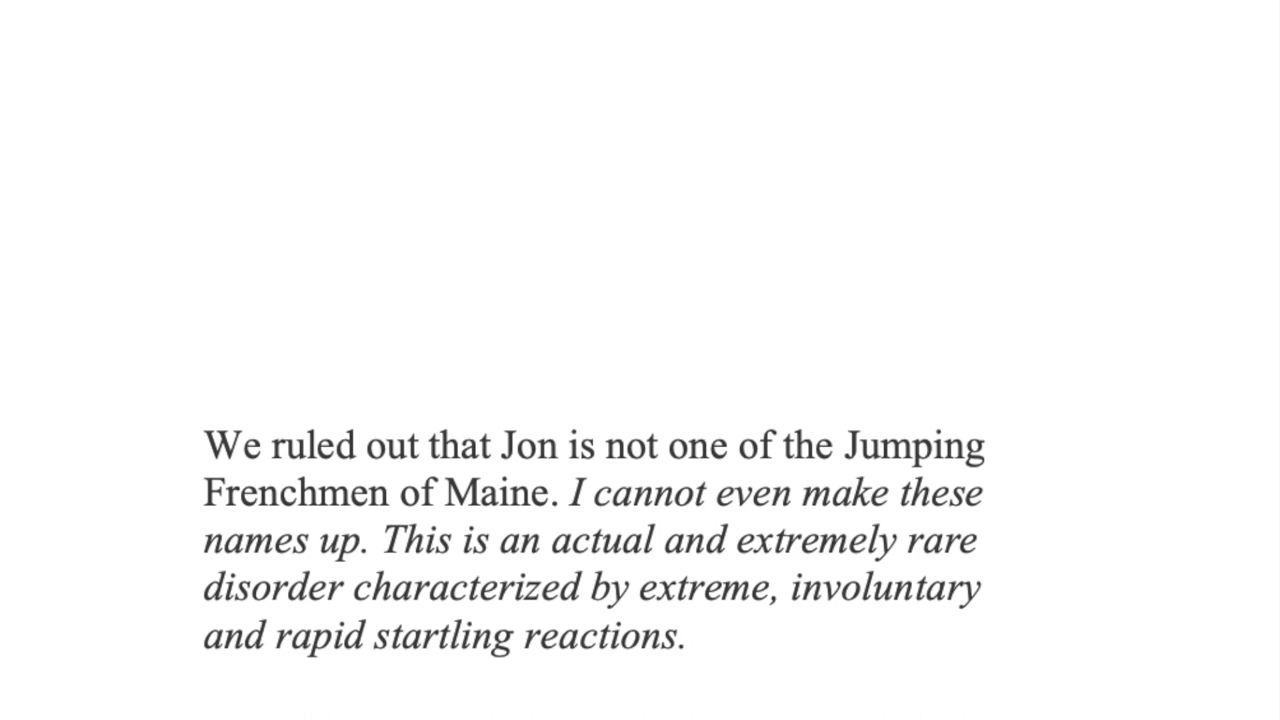 We ruled out that Jon is not one of the Jumping
Frenchmen of Maine. I cannot even make these
names up. This is an actual and extremely rare
disorder characterized by extreme, involuntary
and rapid startling reactions.